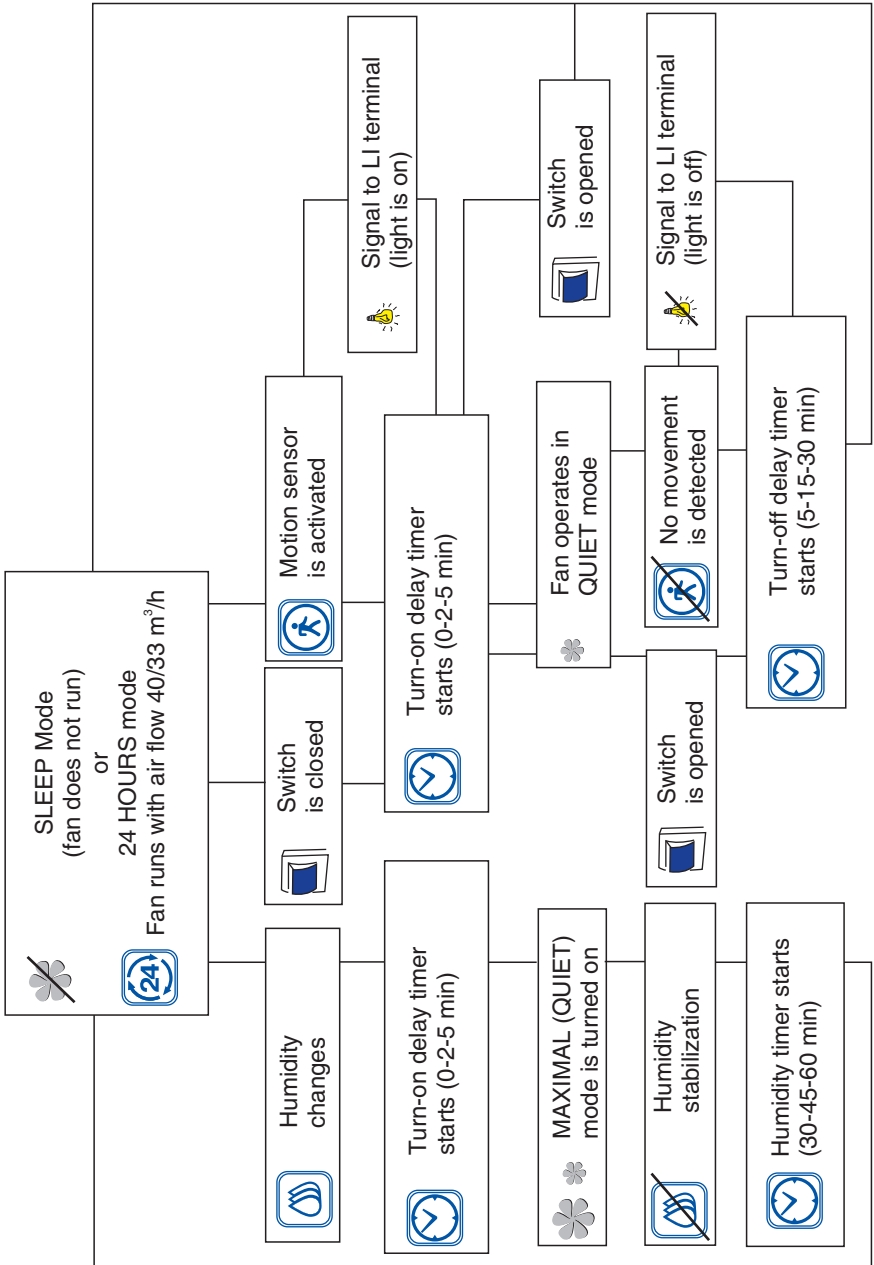 SLEEP Mode
(fan does not run)
or
24 HOURS mode
24
Fan runs with air flow 40/33 m³/h
Humidity
changes
Switch
is closed
Motion sensor
is activated
Signal to LI terminal
(light is on)
Turn-on delay timer
starts (0-2-5 min)
Turn-on delay timer
starts (0-2-5 min)
MAXIMAL (QUIET)
mode is turned on
Fan operates in
QUIET mode
Switch
is opened
Humidity
stabilization
Switch
is opened
No movement
is detected
Signal to LI terminal
(light is off)
Humidity timer starts
(30-45-60 min)
Turn-off delay timer
starts (5-15-30 min)